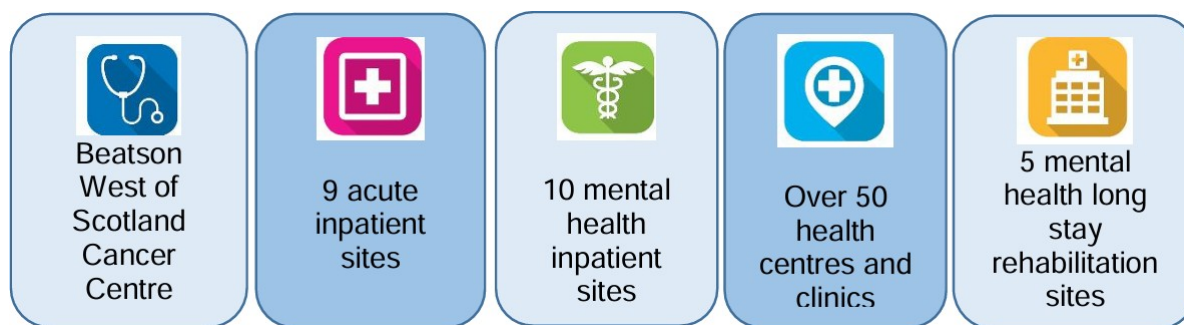 Beatson
West of
Scotland
Cancer
Centre
9 acute
inpatient
sites
10 mental
health
inpatient
sites
Over 50
health
centres and
clinics
5 mental
health long
stay
rehabilitation
sites